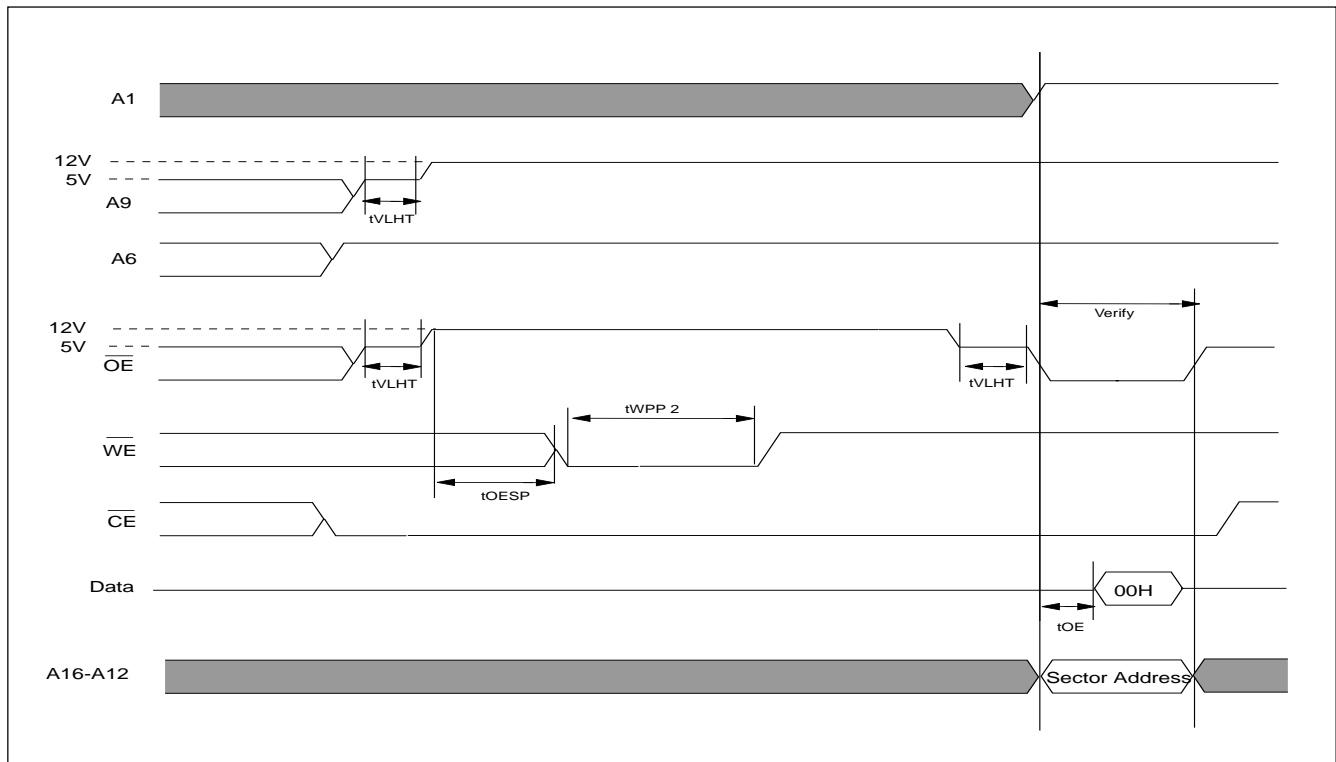 A1
12V
5V
A9
tVLHT
A6
12V
5V
OE
tVLHT
tVLHT
Verify
tWPP 2
WE
tOESP
CE
Data
00H
tOE
A16-A12
Sector Address